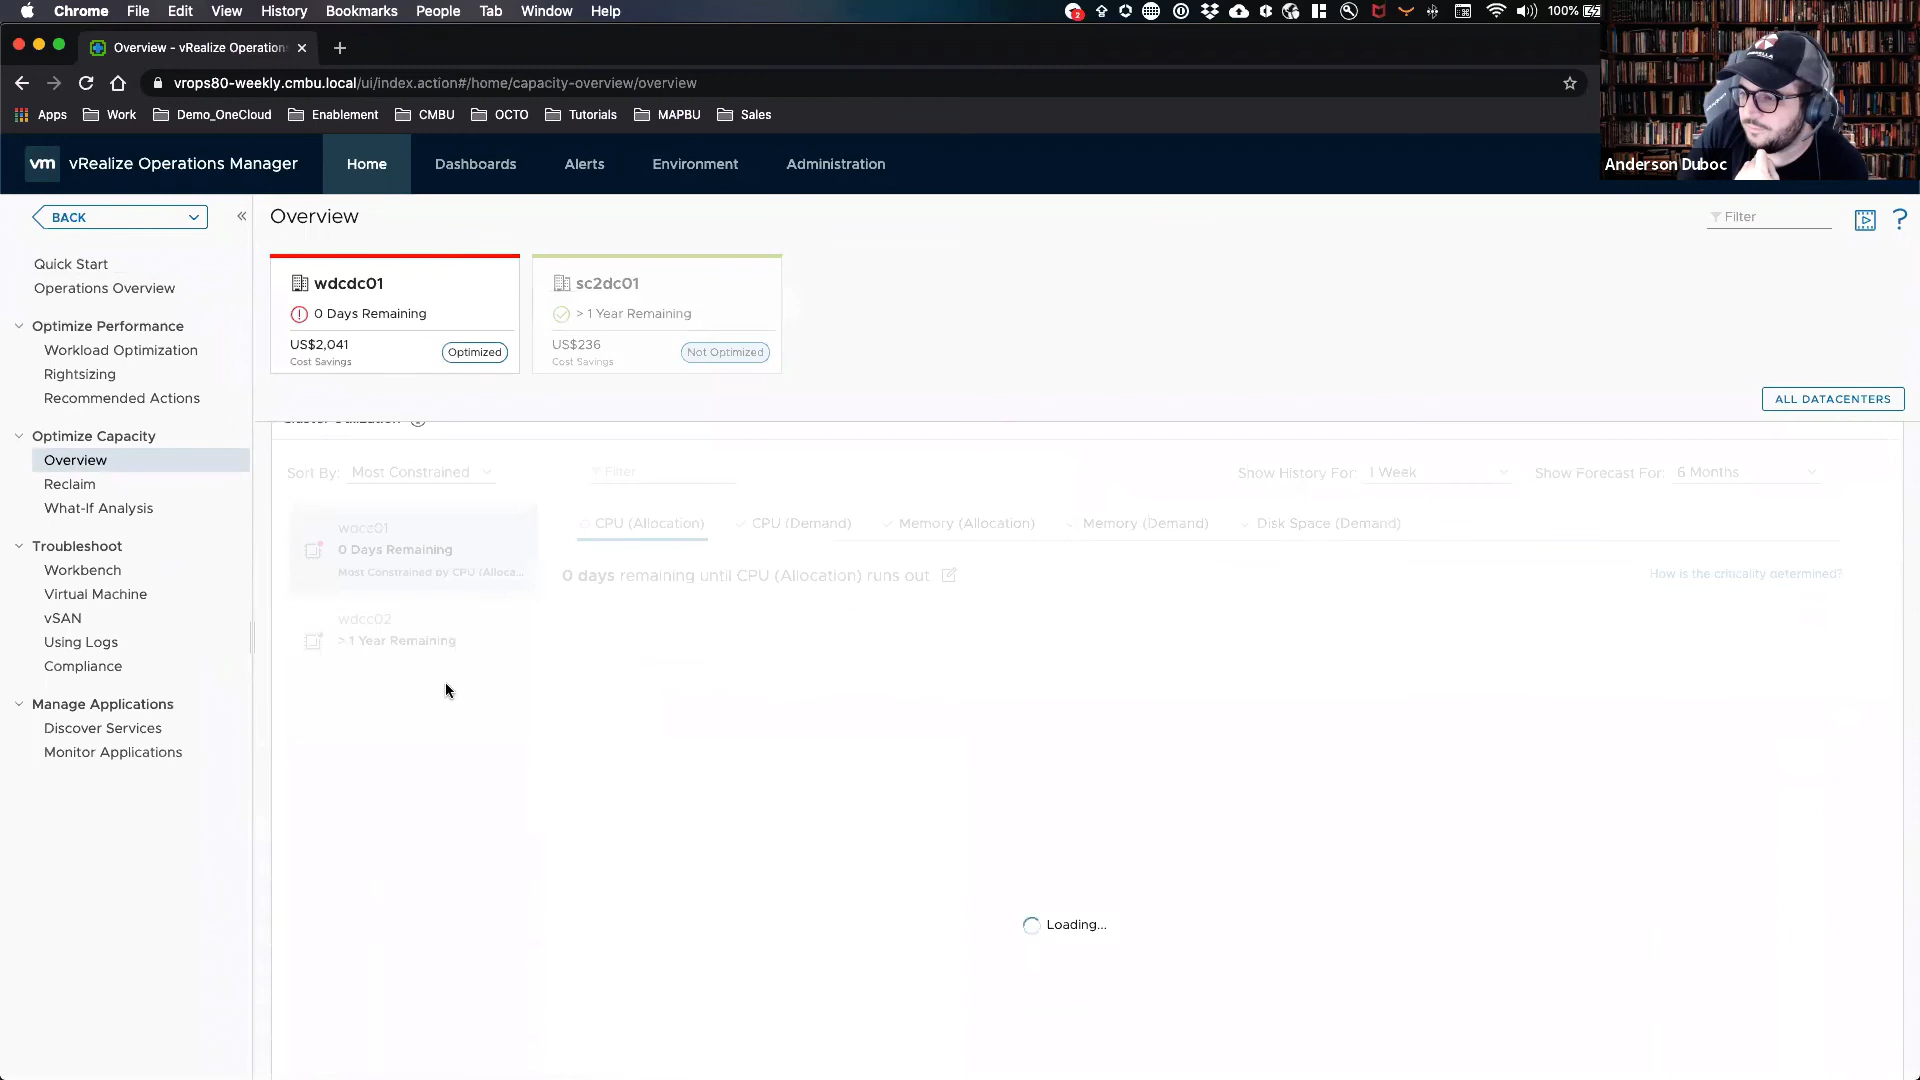 Chrome File Edit View History Bookmarks People Tab Window Help
2
100%
Overview - vRealize Operation
vrops80-weekly.cmbu.local/ui/index.action#/home/capacity-overview/overview
Apps Work Demo_OneCloud Enablement CMBU OCTO Tutorials MAPBU Sales
Anderson Duboc
vm vRealize Operations Manager Home Dashboards Alerts Environment Administration
BACK
Overview
Filter
?
Quick Start
Operations Overview
Optimize Performance
Workload Optimization
Rightsizing
Recommended Actions
Optimize Capacity
Overview
Reclaim
What-If Analysis
Troubleshoot
Workbench
Virtual Machine
vSAN
Using Logs
Compliance
Manage Applications
Discover Services
Monitor Applications
wdcdc01
0 Days Remaining
US$2,041
Cost Savings
Optimized
sc2dc01
> 1 Year Remaining
US$236
Cost Savings
Not Optimized
ALL DATACENTERS
Cluster Utilization
Sort By: Most Constrained
Filter
Show History For: 1 Week
Show Forecast For: 6 Months
wdcc01
0 Days Remaining
Most Constrained by CPU (Alloca...
wdcc02
> 1 Year Remaining
CPU (Allocation) CPU (Demand) Memory (Allocation) Memory (Demand) Disk Space (Demand)
0 days remaining until CPU (Allocation) runs out
How is the criticality determined?
Loading...